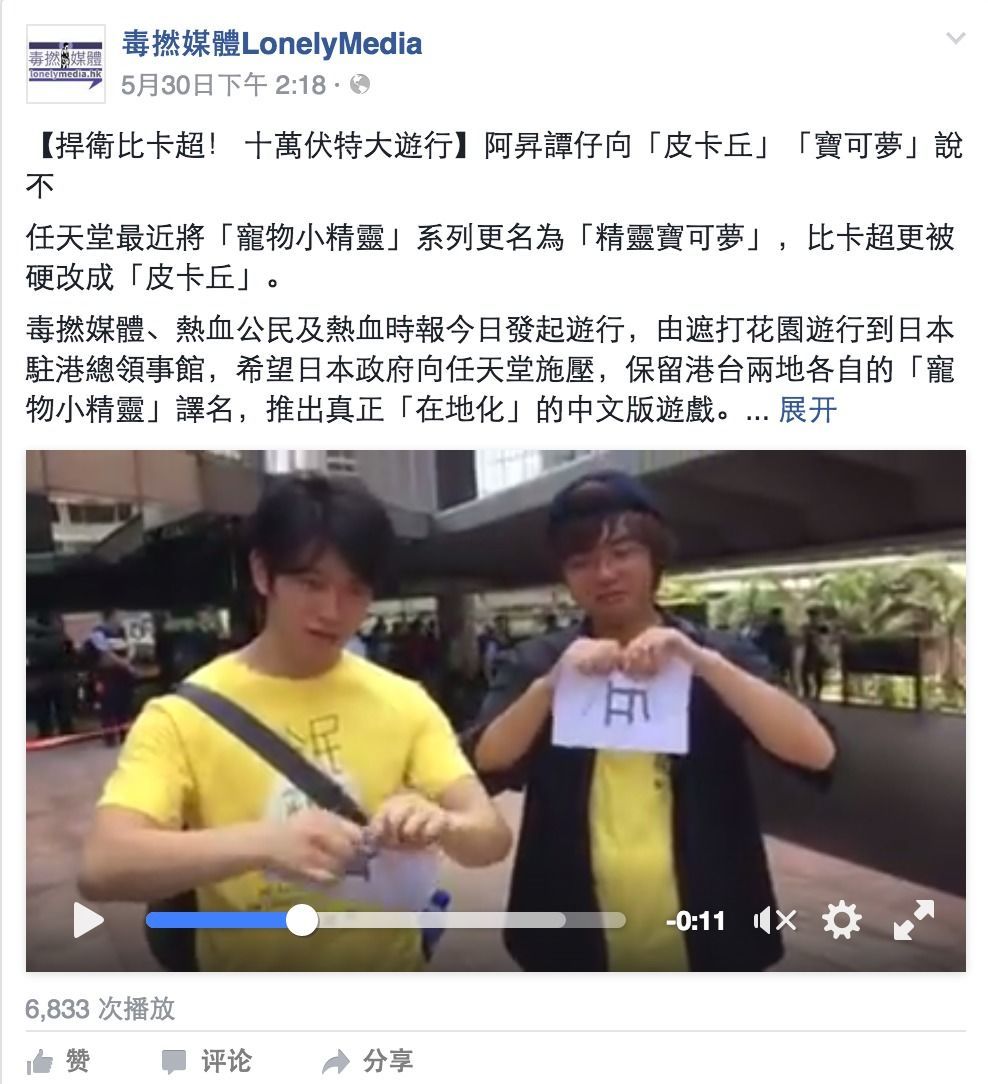 毒撚媒體
lonelymedia.hk
毒撚媒體LonelyMedia
5月30日下午 2:18 ·
【捍衛比卡超! 十萬伏特大遊行】阿昇譚仔向「皮卡丘」「寶可夢」說
不
任天堂最近將「寵物小精靈」系列更名為「精靈寶可夢」，比卡超更被
硬改成「皮卡丘」。
毒撚媒體、熱血公民及熱血時報今日發起遊行，由遮打花園遊行到日本
駐港總領事館，希望日本政府向任天堂施壓，保留港台兩地各自的「寵
物小精靈」譯名，推出真正「在地化」的中文版遊戲。... 展开
-0:11
6,833 次播放
赞 评论 分享